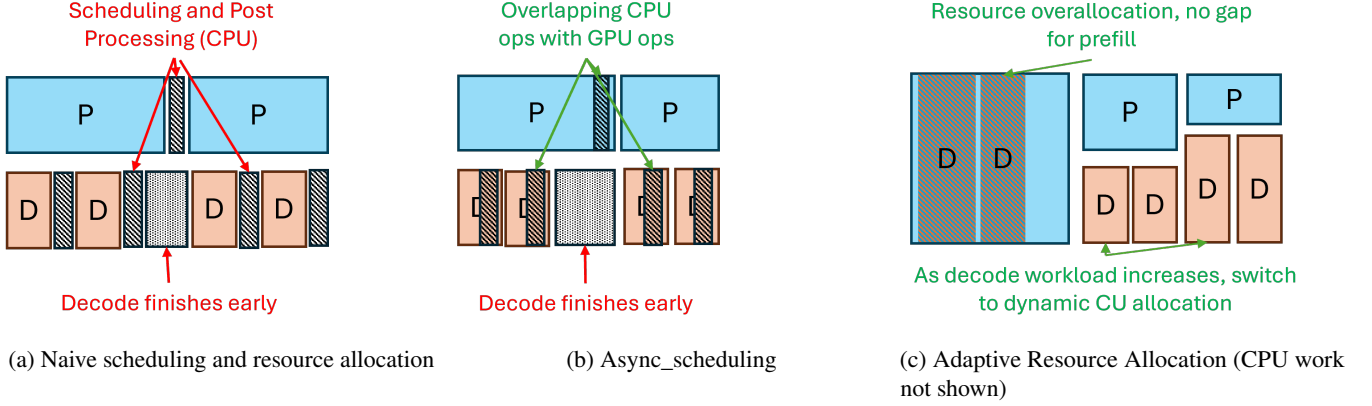 Scheduling and Post
Processing (CPU)
P
P
D
D
D
D
Decode finishes early
(a) Naive scheduling and resource allocation
Overlapping CPU
ops with GPU ops
P
P
Decode finishes early
(b) Async_scheduling
Resource overallocation, no gap
for prefill
D
D
P
P
D
D
D
D
As decode workload increases, switch
to dynamic CU allocation
(c) Adaptive Resource Allocation (CPU work
not shown)